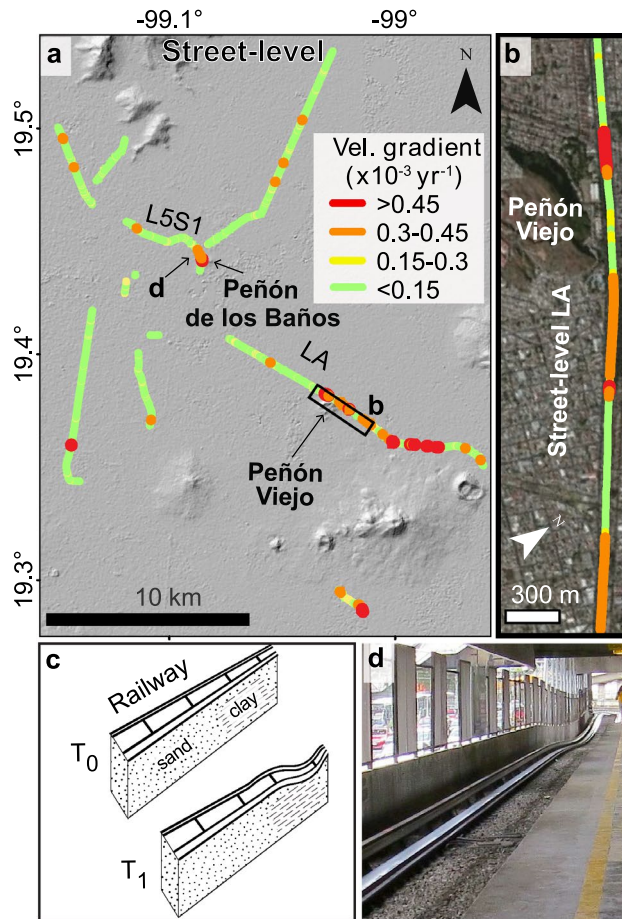 -99.1°
-99°
a
Street-level
N
b
19.5°
Vel. gradient
(x10⁻³ yr⁻¹)
>0.45
0.3-0.45
0.15-0.3
<0.15
L5S1
d
Peñón
de los Baños
Peñón
Viejo
19.4°
LA
b
Peñón
Viejo
Street-level LA
19.3°
N
10 km
300 m
c
Railway
T₀
sand
clay
T₁
d